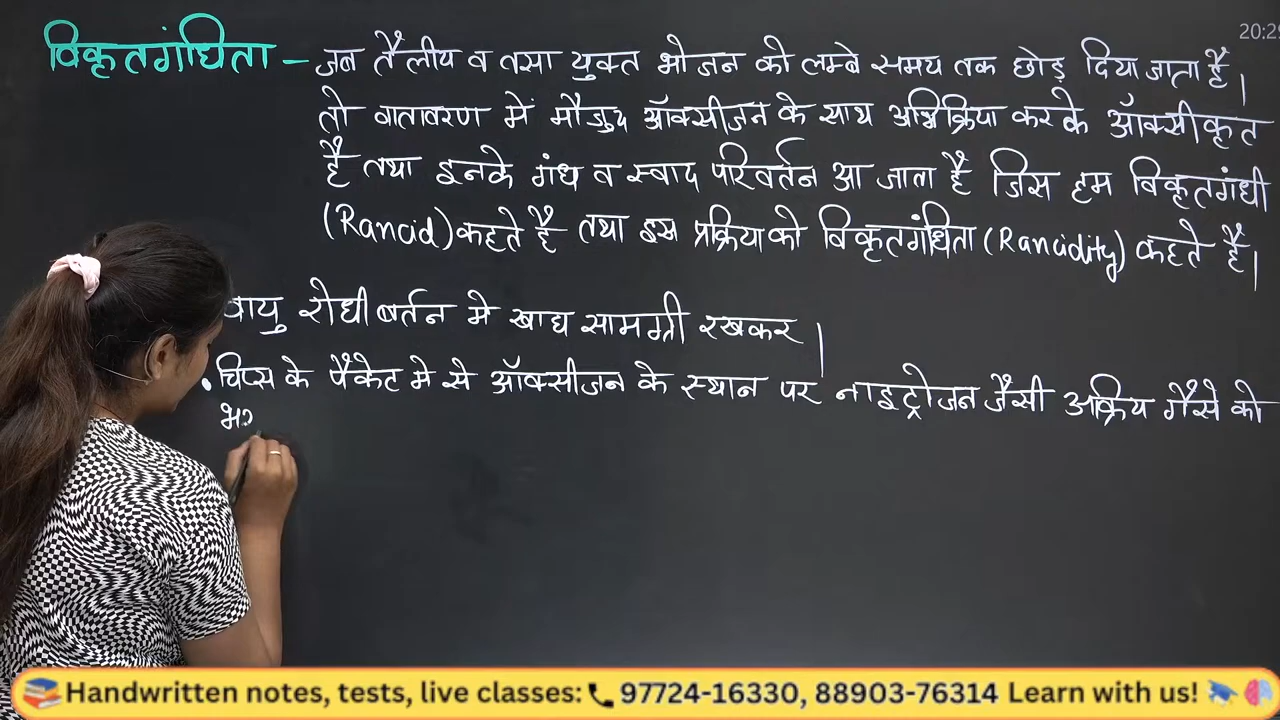 20:29
विकृतगंधिता – जब तैलीय व वसा युक्त भोजन को लम्बे समय तक छोड़ दिया जाता है।
तो वातावरण में मौजुद ऑक्सीजन के साथ अभिक्रिया करके ऑक्सीकृत
है तथा इनके गंध व स्वाद परिवर्तन आ जाता है जिस हम विकृतगंधी
(Rancid) कहते है तथा इस प्रक्रिया को विकृतगंधिता (Rancidity) कहते है।
वायु रोधी बर्तन मे खाद्य सामग्री रखकर।
• चिप्स के पैकेट मे से ऑक्सीजन के स्थान पर नाइट्रोजन जैसी अक्रिय गैसे को
📚 Handwritten notes, tests, live classes: 📞 97724-16330, 88903-76314 Learn with us! 🎓 🧠